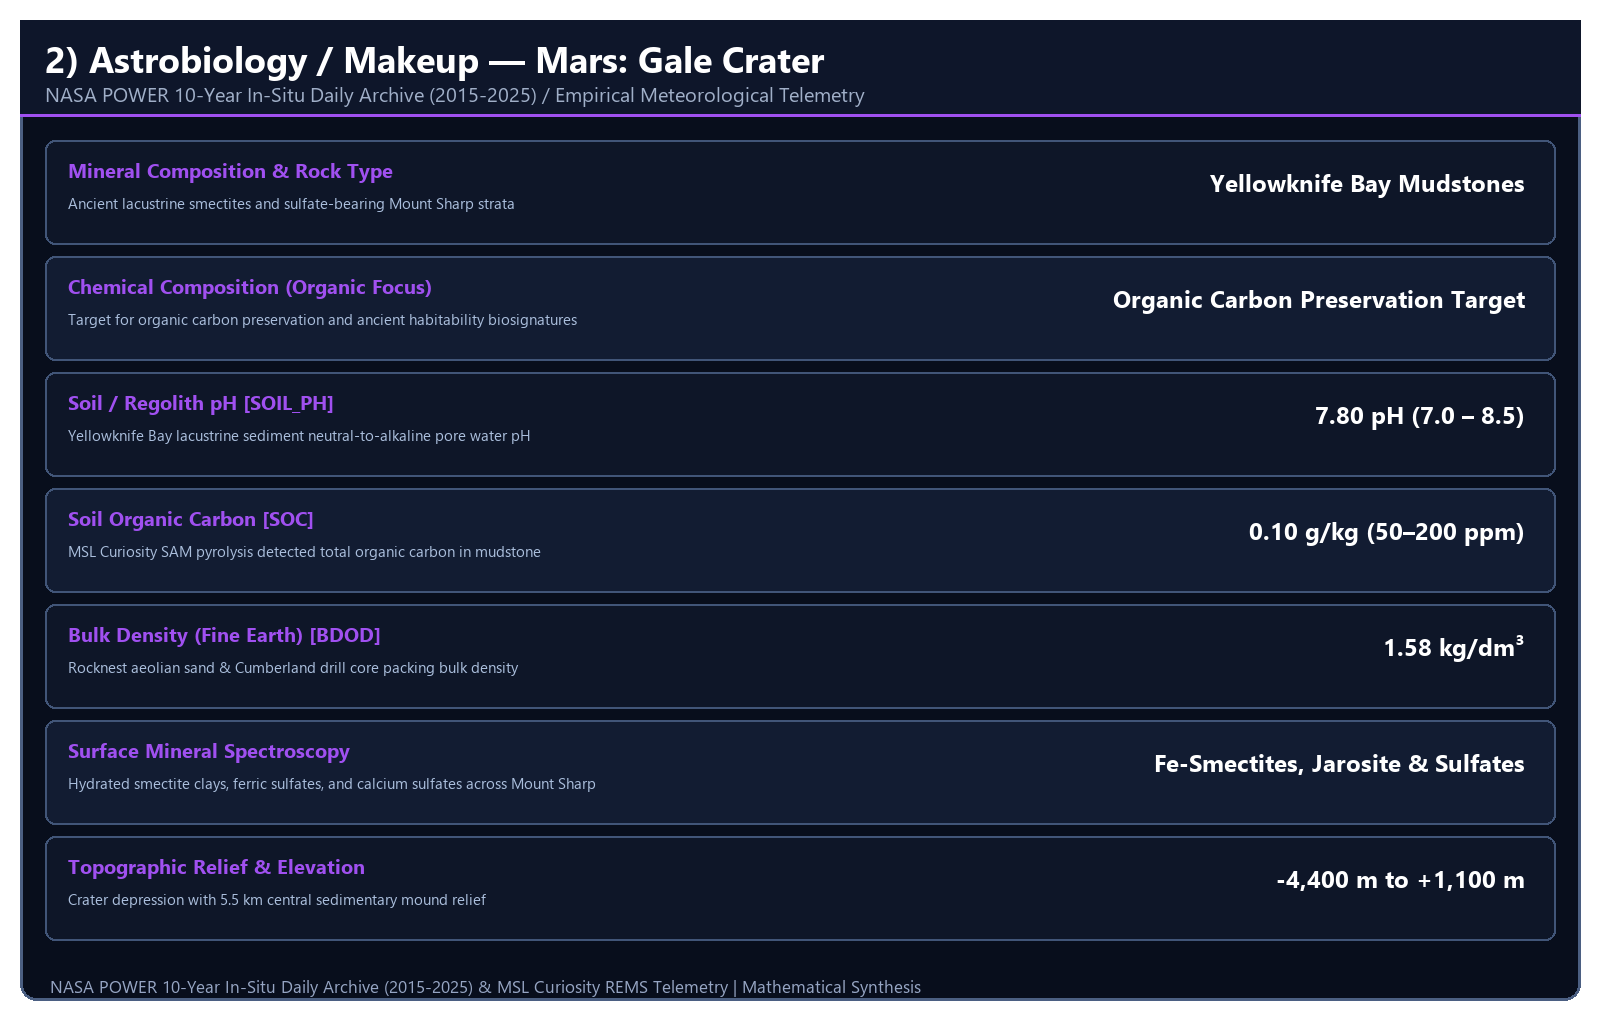 2) Astrobiology / Makeup — Mars: Gale Crater
NASA POWER 10-Year In-Situ Daily Archive (2015-2025) / Empirical Meteorological Telemetry
Mineral Composition & Rock Type
Yellowknife Bay Mudstones
Ancient lacustrine smectites and sulfate-bearing Mount Sharp strata
Chemical Composition (Organic Focus)
Organic Carbon Preservation Target
Target for organic carbon preservation and ancient habitability biosignatures
Soil / Regolith pH [SOIL_PH]
7.80 pH (7.0 – 8.5)
Yellowknife Bay lacustrine sediment neutral-to-alkaline pore water pH
Soil Organic Carbon [SOC]
0.10 g/kg (50–200 ppm)
MSL Curiosity SAM pyrolysis detected total organic carbon in mudstone
Bulk Density (Fine Earth) [BDOD]
1.58 kg/dm³
Rocknest aeolian sand & Cumberland drill core packing bulk density
Surface Mineral Spectroscopy
Fe-Smectites, Jarosite & Sulfates
Hydrated smectite clays, ferric sulfates, and calcium sulfates across Mount Sharp
Topographic Relief & Elevation
-4,400 m to +1,100 m
Crater depression with 5.5 km central sedimentary mound relief
NASA POWER 10-Year In-Situ Daily Archive (2015-2025) & MSL Curiosity REMS Telemetry | Mathematical Synthesis